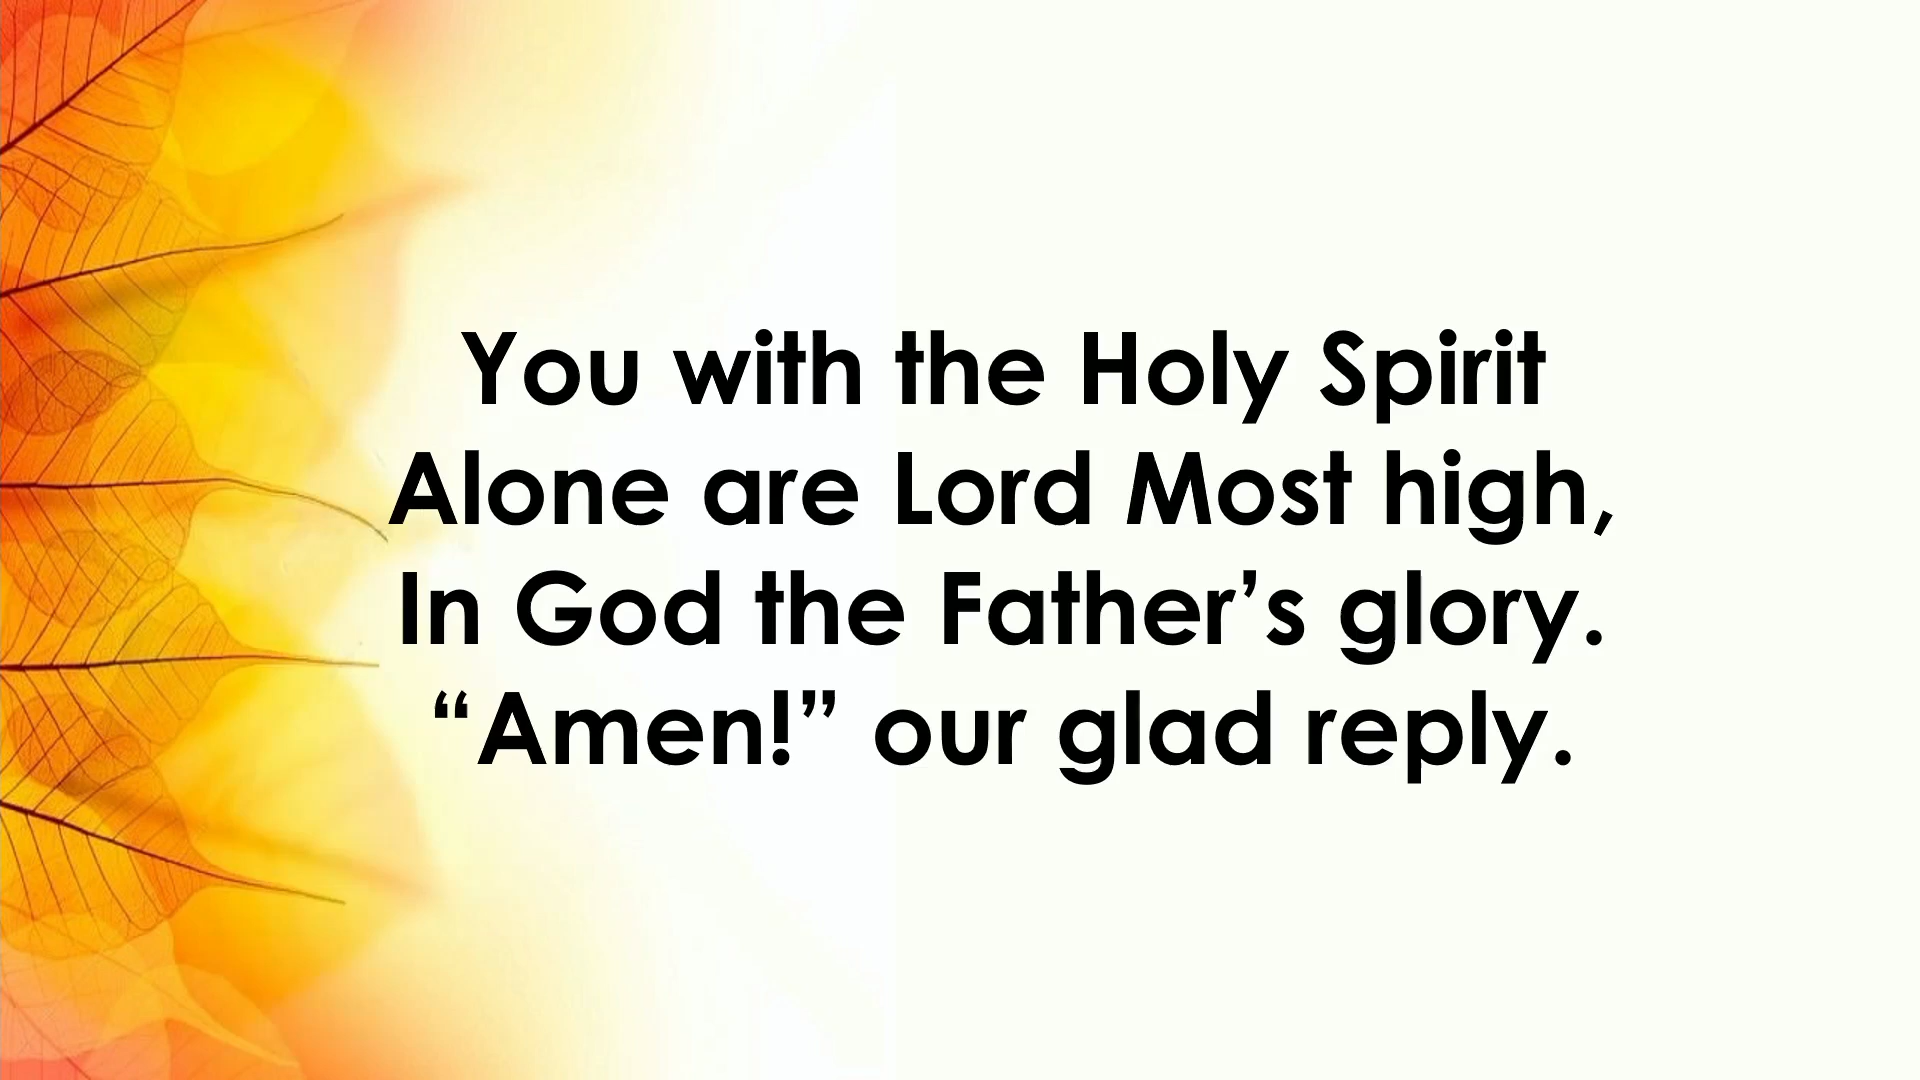 You with the Holy Spirit
Alone are Lord Most high,
In God the Father’s glory.
“Amen!” our glad reply.